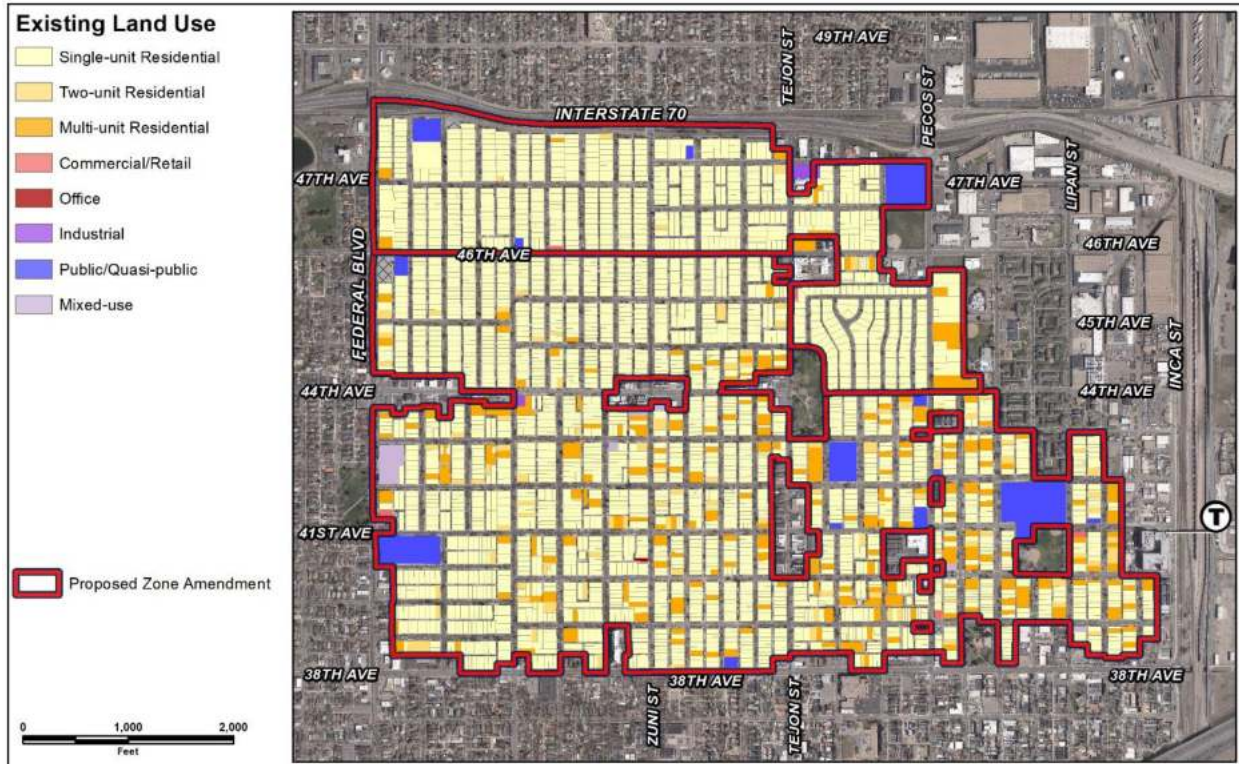 Existing Land Use
Single-unit Residential
Two-unit Residential
Multi-unit Residential
Commercial/Retail
Office
Industrial
Public/Quasi-public
Mixed-use
Proposed Zone Amendment
0 1,000 2,000
Feet
TEJON ST
49TH AVE
PECOS ST
INTERSTATE 70
LIPAN ST
47TH AVE
47TH AVE
FEDERAL BLVD
46TH AVE
46TH AVE
45TH AVE
INCA ST
44TH AVE
44TH AVE
41ST AVE
T
38TH AVE
ZUNI ST
38TH AVE
TEJON ST
38TH AVE